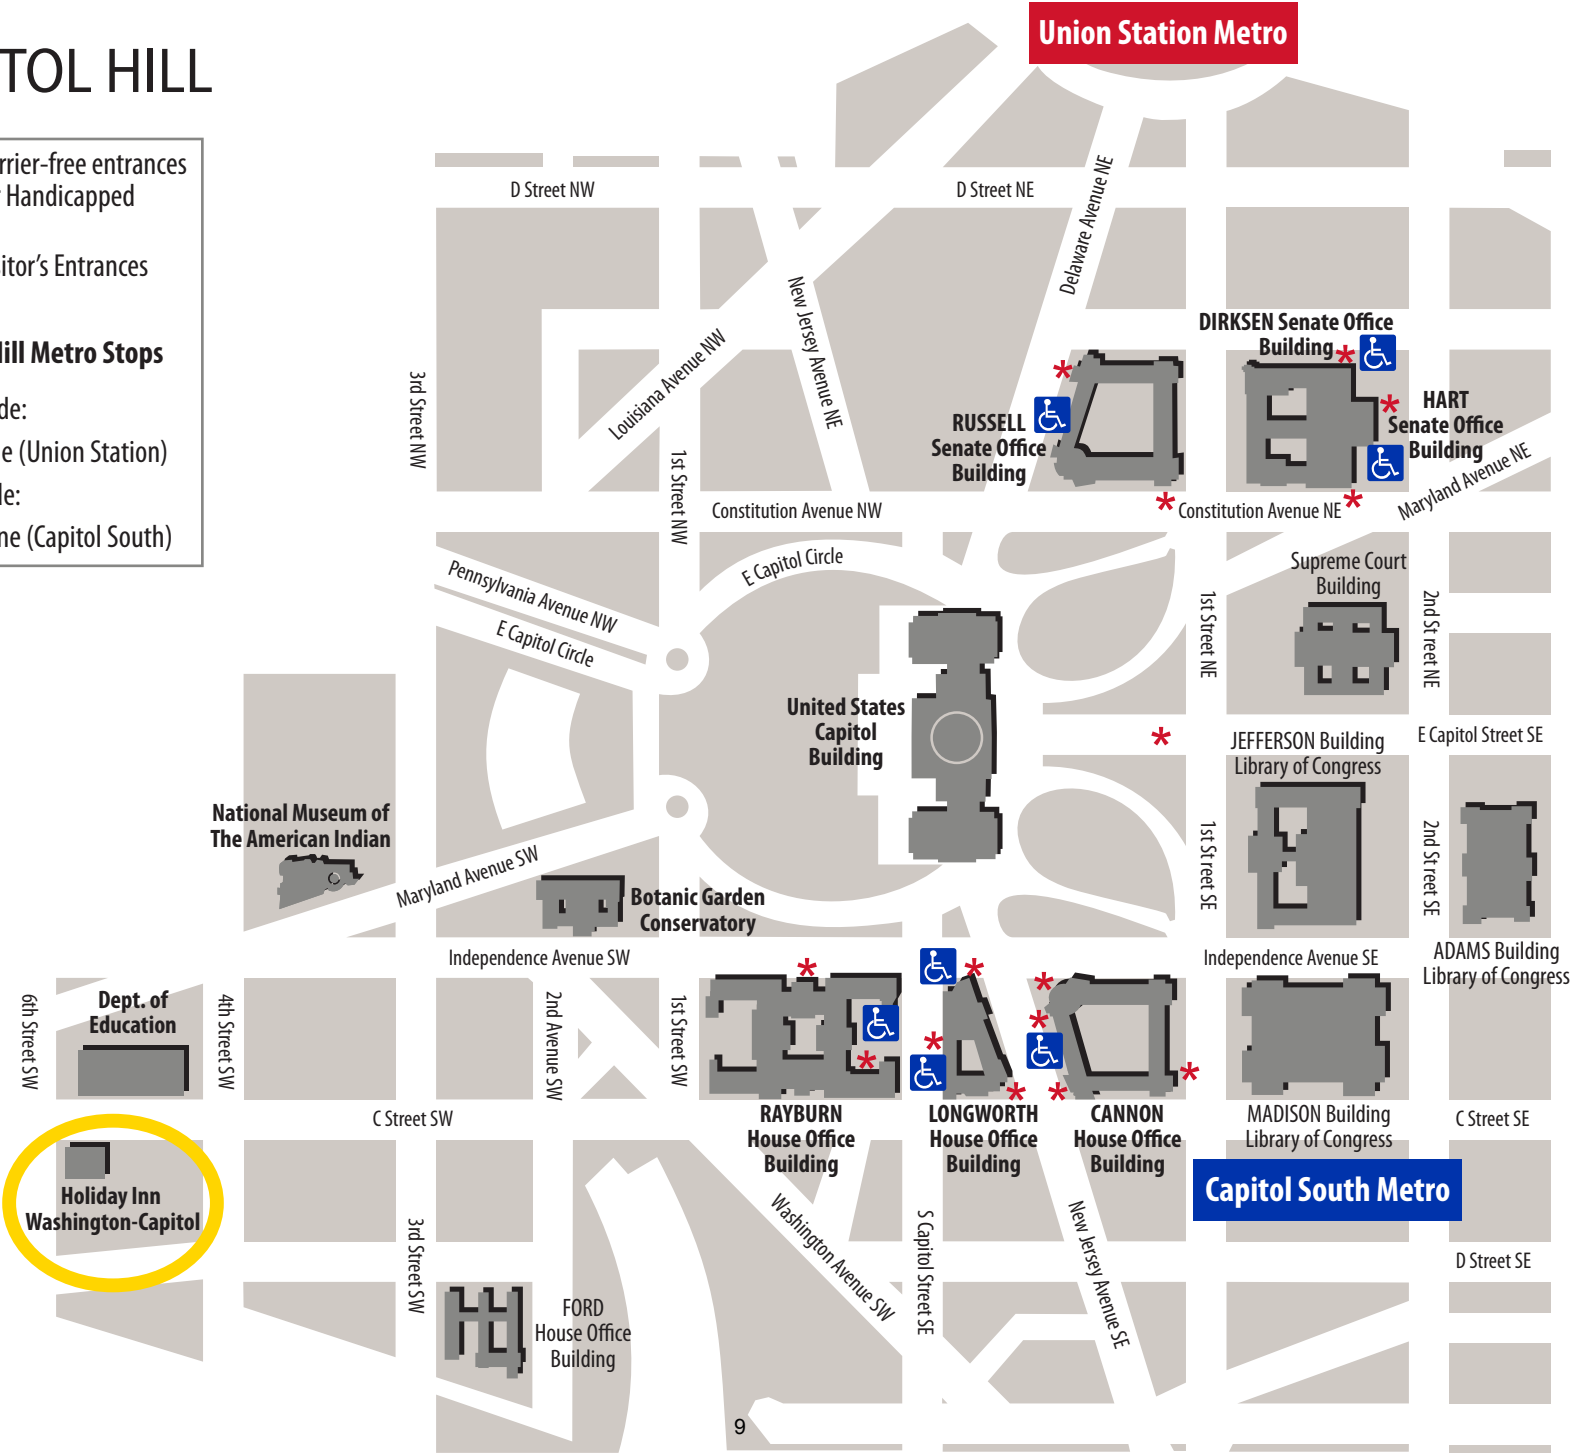 TOL HILL
rrier-free entrances
Handicapped
itor's Entrances
ill Metro Stops
de:
e (Union Station)
le:
ne (Capitol South)
Union Station Metro
D Street NW
D Street NE
Delaware Avenue NE
New Jersey Avenue NE
Louisiana Avenue NW
3rd Street NW
1st Street NW
DIRKSEN Senate Office
Building
RUSSELL
Senate Office
Building
HART
Senate Office
Building
Maryland Avenue NE
Constitution Avenue NW
Constitution Avenue NE
Pennsylvania Avenue NW
E Capitol Circle
E Capitol Circle
Supreme Court
Building
1st Street NE
2nd St reet NE
United States
Capitol
Building
JEFFERSON Building
Library of Congress
E Capitol Street SE
National Museum of
The American Indian
Maryland Avenue SW
Botanic Garden
Conservatory
1st St reet SE
2nd St reet SE
ADAMS Building
Library of Congress
Independence Avenue SW
Independence Avenue SE
6th Street SW
Dept. of
Education
4th Street SW
2nd Avenue SW
1st Street SW
C Street SW
RAYBURN
House Office
Building
LONGWORTH
House Office
Building
CANNON
House Office
Building
MADISON Building
Library of Congress
C Street SE
Capitol South Metro
Holiday Inn
Washington-Capitol
3rd Street SW
Washington Avenue SW
S Capitol Street SE
New Jersey Avenue SE
D Street SE
FORD
House Office
Building
9